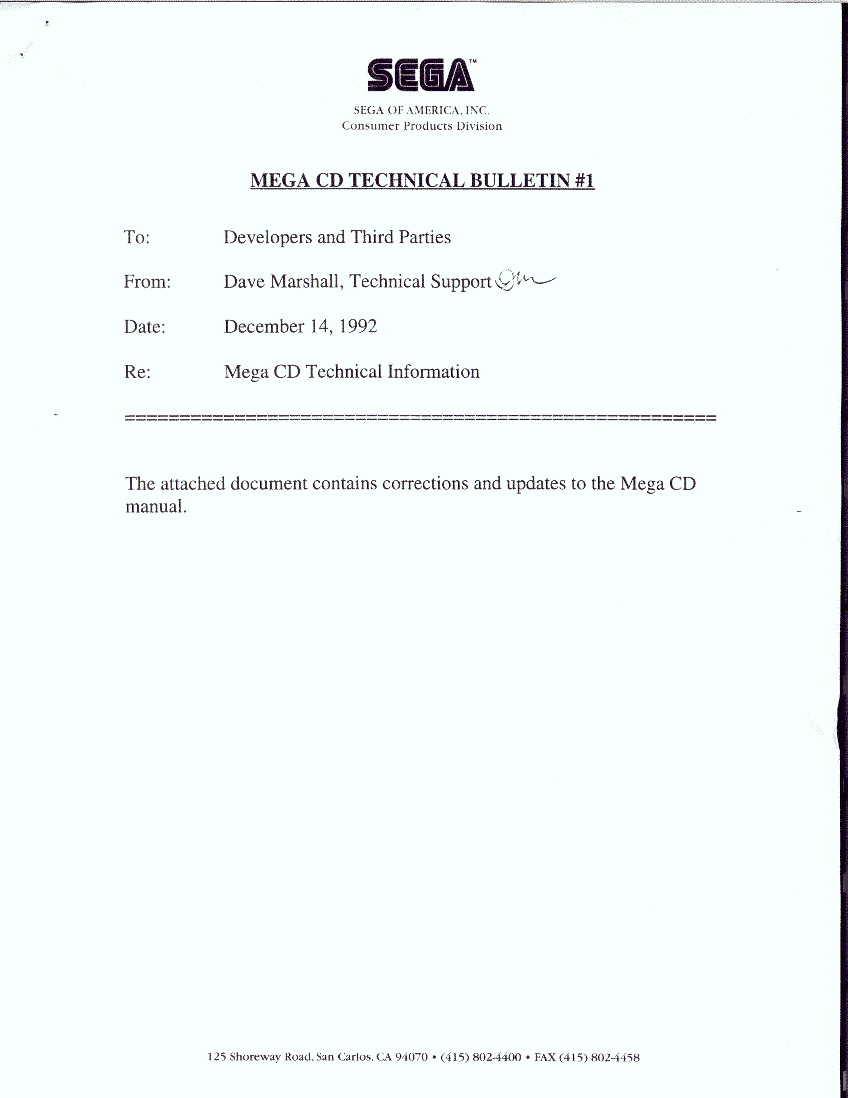 SEGA™
SEGA OF AMERICA, INC.
Consumer Products Division
MEGA CD TECHNICAL BULLETIN #1
To: Developers and Third Parties
From: Dave Marshall, Technical Support
Date: December 14, 1992
Re: Mega CD Technical Information
======================================================
The attached document contains corrections and updates to the Mega CD
manual.
125 Shoreway Road, San Carlos, CA 94070 • (415) 802-4400 • FAX (415) 802-4458